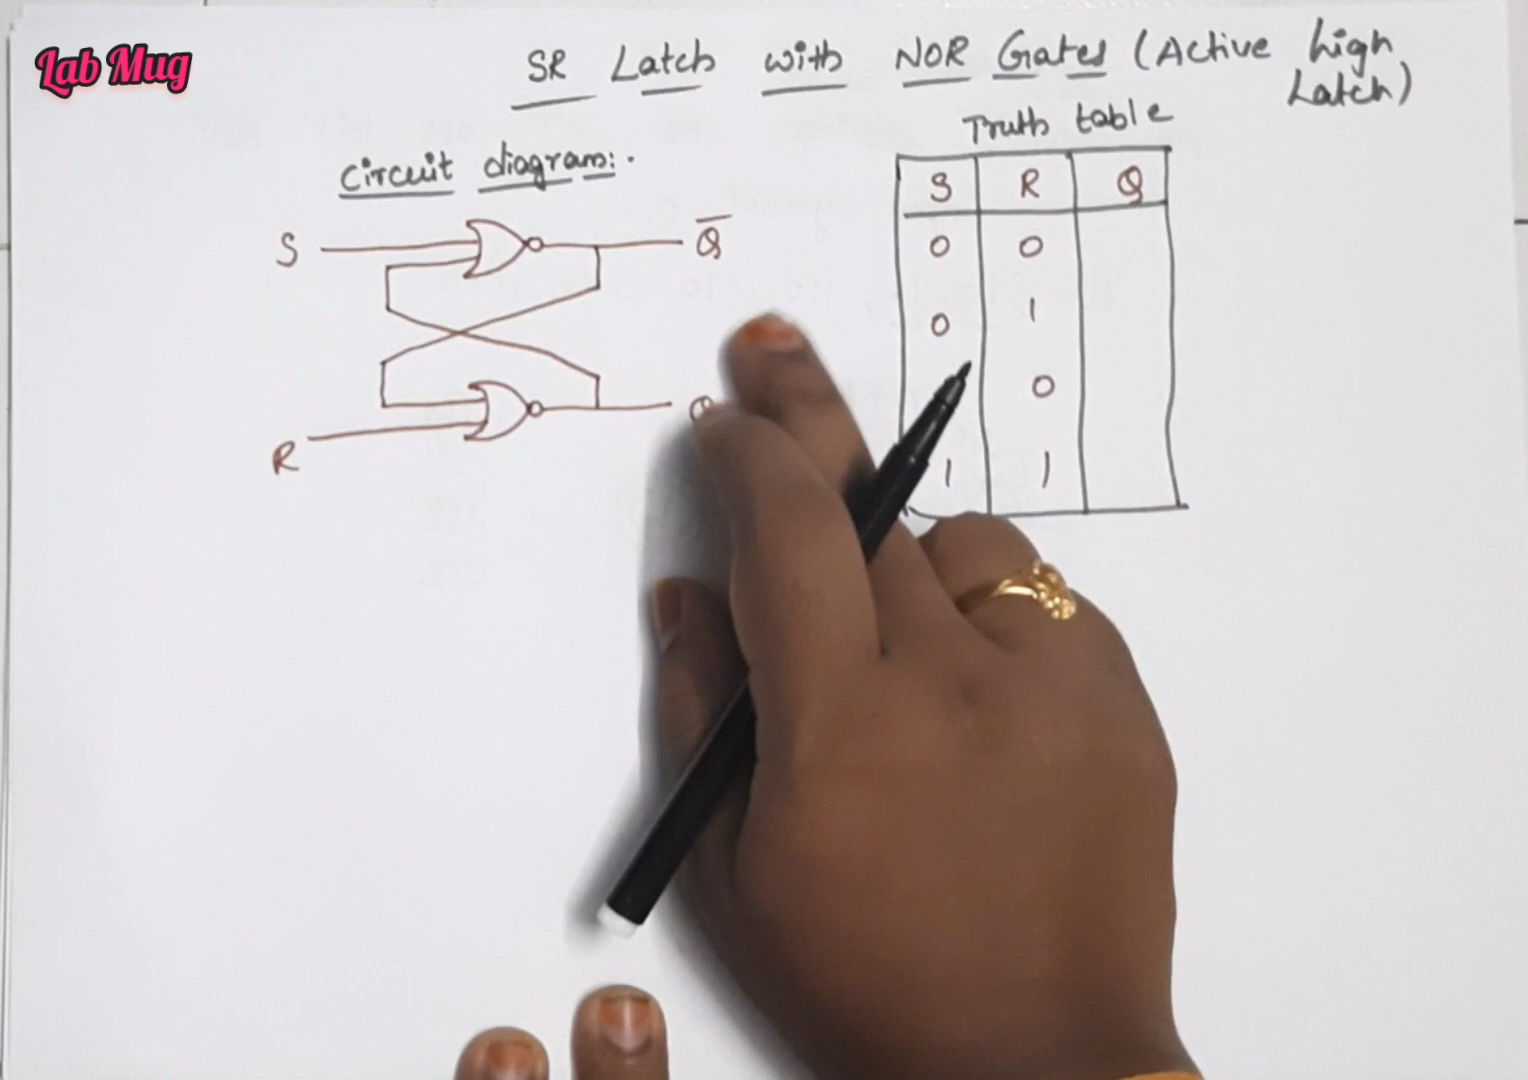 Lab Mug
SR Latch with NOR Gates (Active high
Latch)
Truth table
Circuit diagram:-
S R Q
0 0
0 1
0
1 1
S
Q̅
R
Q